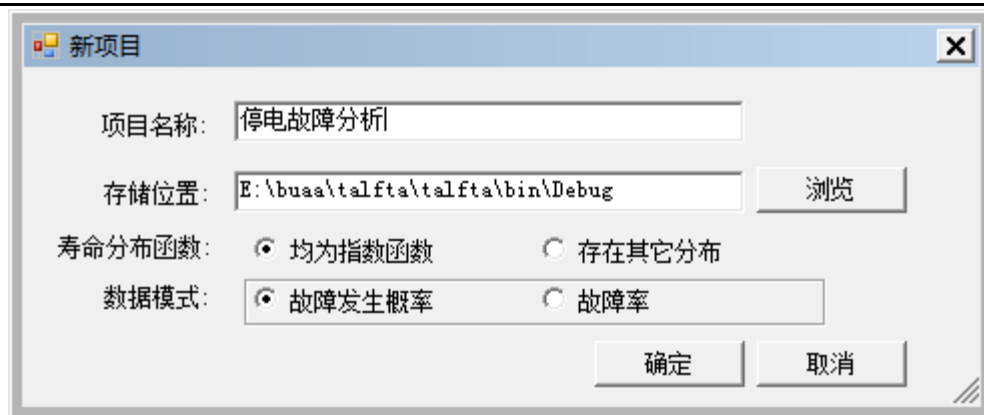 新项目
项目名称: 停电故障分析
存储位置: E:\buaa\talfta\talfta\bin\Debug 浏览
寿命分布函数: 均为指数函数 存在其它分布
数据模式: 故障发生概率 故障率
确定 取消